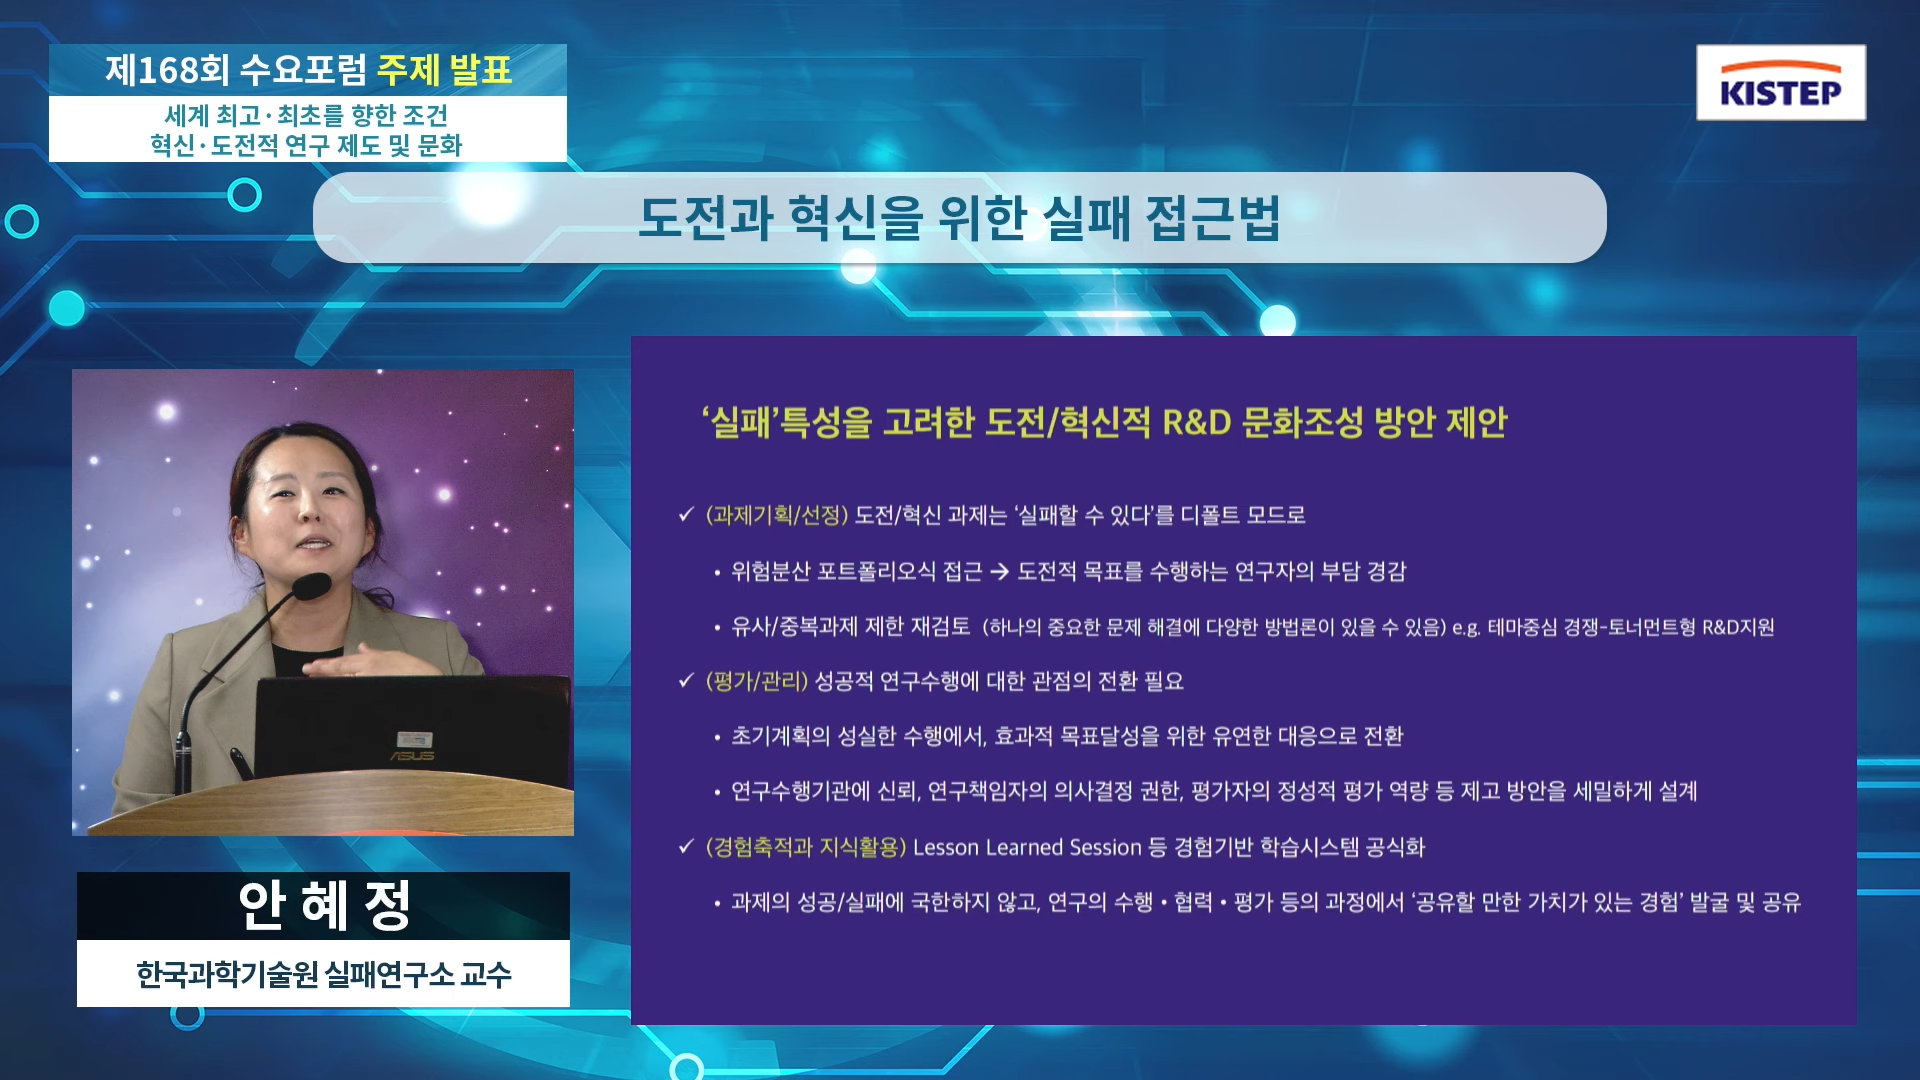 제168회 수요포럼 주제 발표
세계 최고·최초를 향한 조건
혁신·도전적 연구 제도 및 문화
KISTEP
도전과 혁신을 위한 실패 접근법
‘실패’특성을 고려한 도전/혁신적 R&D 문화조성 방안 제안
✓ (과제기획/선정) 도전/혁신 과제는 ‘실패할 수 있다’를 디폴트 모드로
• 위험분산 포트폴리오식 접근 → 도전적 목표를 수행하는 연구자의 부담 경감
• 유사/중복과제 제한 재검토 (하나의 중요한 문제 해결에 다양한 방법론이 있을 수 있음) e.g. 테마중심 경쟁-토너먼트형 R&D지원
✓ (평가/관리) 성공적 연구수행에 대한 관점의 전환 필요
• 초기계획의 성실한 수행에서, 효과적 목표달성을 위한 유연한 대응으로 전환
• 연구수행기관에 신뢰, 연구책임자의 의사결정 권한, 평가자의 정성적 평가 역량 등 제고 방안을 세밀하게 설계
✓ (경험축적과 지식활용) Lesson Learned Session 등 경험기반 학습시스템 공식화
• 과제의 성공/실패에 국한하지 않고, 연구의 수행 • 협력 • 평가 등의 과정에서 ‘공유할 만한 가치가 있는 경험’ 발굴 및 공유
ASUS
안혜정
한국과학기술원 실패연구소 교수